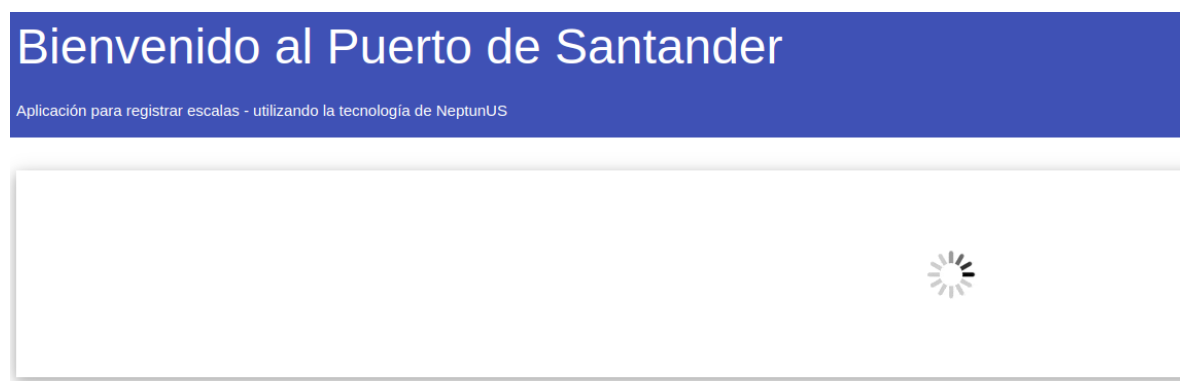 Bienvenido al Puerto de Santander
Aplicación para registrar escalas - utilizando la tecnología de NeptunUS